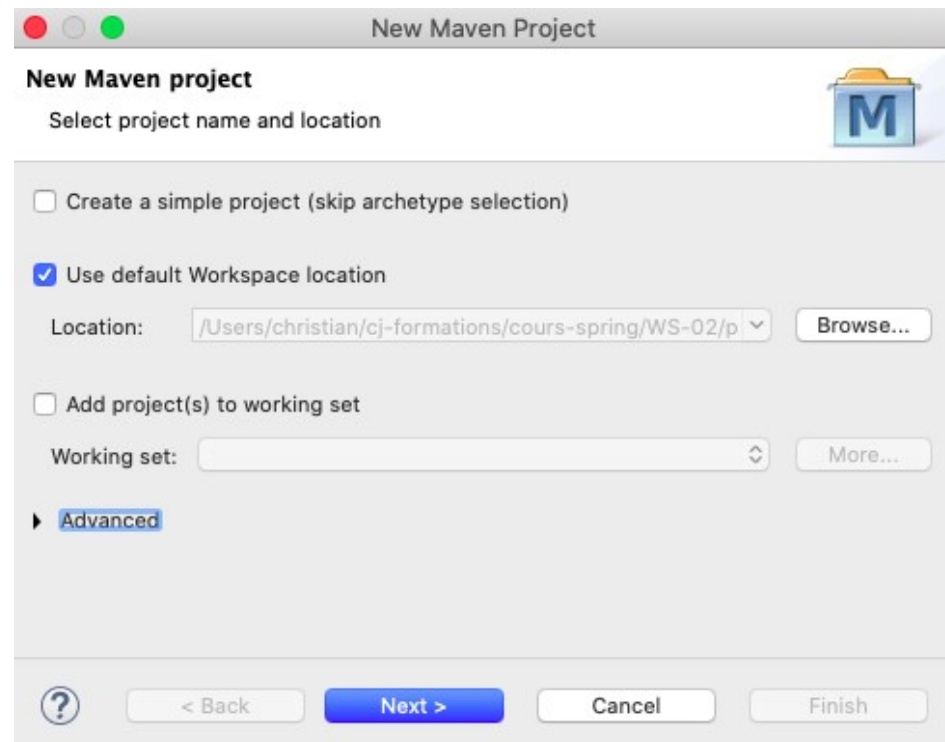 New Maven Project
New Maven project
Select project name and location
M
Create a simple project (skip archetype selection)
Use default Workspace location
Location: /Users/christian/cj-formations/cours-spring/WS-02/p Browse...
Add project(s) to working set
Working set: More...
Advanced
? < Back Next > Cancel Finish